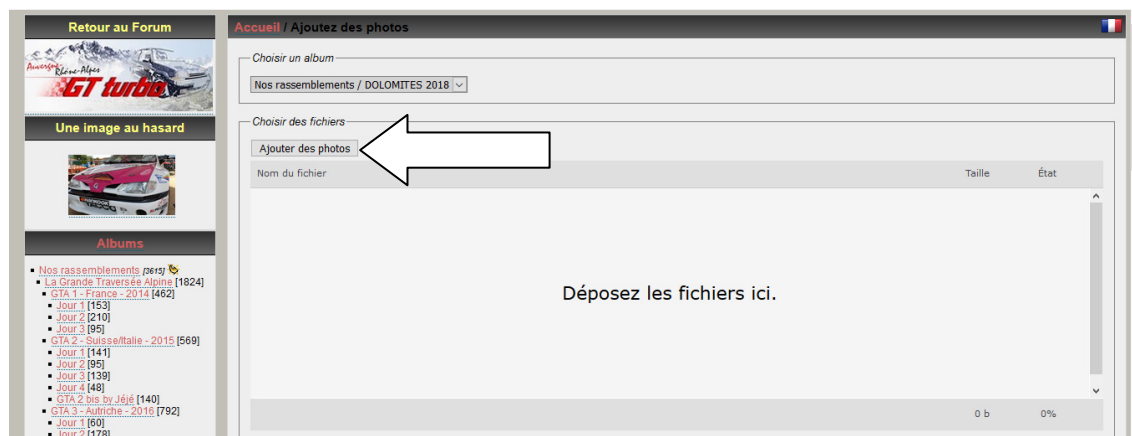 Retour au Forum
Auvergne
Rhône-Alpes
GT turbo
Une image au hasard
Albums
Nos rassemblements [3615]
La Grande Traversée Alpine [1824]
GTA 1 - France - 2014 [462]
Jour 1 [153]
Jour 2 [210]
Jour 3 [95]
GTA 2 - Suisse/Italie - 2015 [569]
Jour 1 [141]
Jour 2 [95]
Jour 3 [139]
Jour 4 [48]
GTA 2 bis by Jéjé [140]
GTA 3 - Autriche - 2016 [792]
Jour 1 [60]
Jour 2 [178]
Accueil / Ajoutez des photos
Choisir un album
Nos rassemblements / DOLOMITES 2018
Choisir des fichiers
Ajouter des photos
Nom du fichier Taille État
Déposez les fichiers ici.
0 b 0%